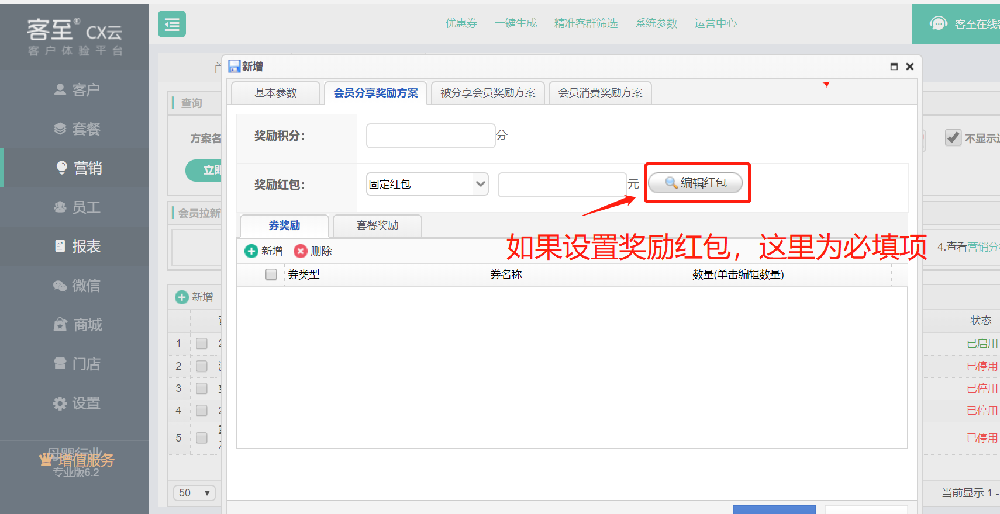 客至® CX云
客户体验平台
优惠券 一键生成 精准客群筛选 系统参数 运营中心
客至在线
客户
套餐
营销
员工
报表
微信
商城
门店
设置
母婴行业
增值服务
专业版6.2
首
查询
方案名
立即
不显示
会员拉新
4.查看营销分
新增
状态
1 已启用
2 已停用
3 已停用
4 已停用
5 已停用
50
当前显示 1 -
新增
基本参数 会员分享奖励方案 被分享会员奖励方案 会员消费奖励方案
奖励积分: 分
奖励红包: 固定红包 元 编辑红包
券奖励 套餐奖励
如果设置奖励红包，这里为必填项
新增 删除
券类型 券名称 数量(单击编辑数量)